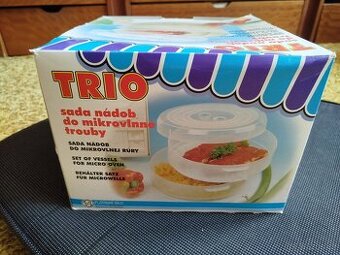 TRIO
TRIO
sada nádob
do mikrovlnné
trouby
SADA NÁDOB
DO MIKROVLNEJ RÚRY
SET OF VESSELS
FOR MICRO OVEN
BEHÄLTER SATZ
FÜR MICROWELLE